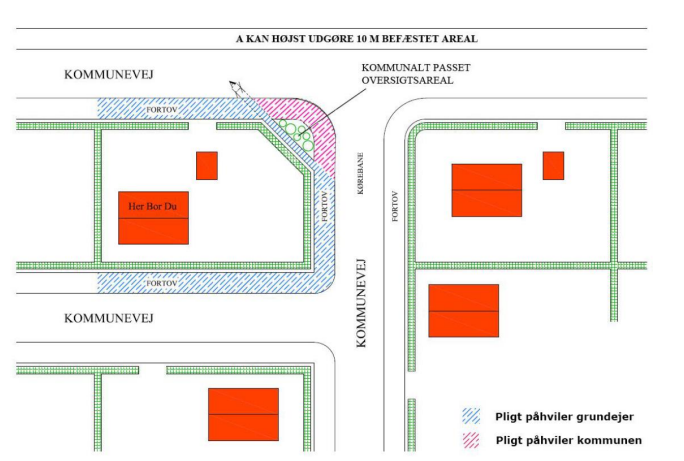 A KAN HØJST UDGØRE 10 M BEFÆSTET AREAL
KOMMUNALT PASSET
OVERSIGTSAREAL
KOMMUNEVEJ
FORTOV
Her Bor Du
FORTOV
KØREBANE
FORTOV
FORTOV
KOMMUNEVEJ
KOMMUNEVEJ
Pligt påhviler grundejer
Pligt påhviler kommunen